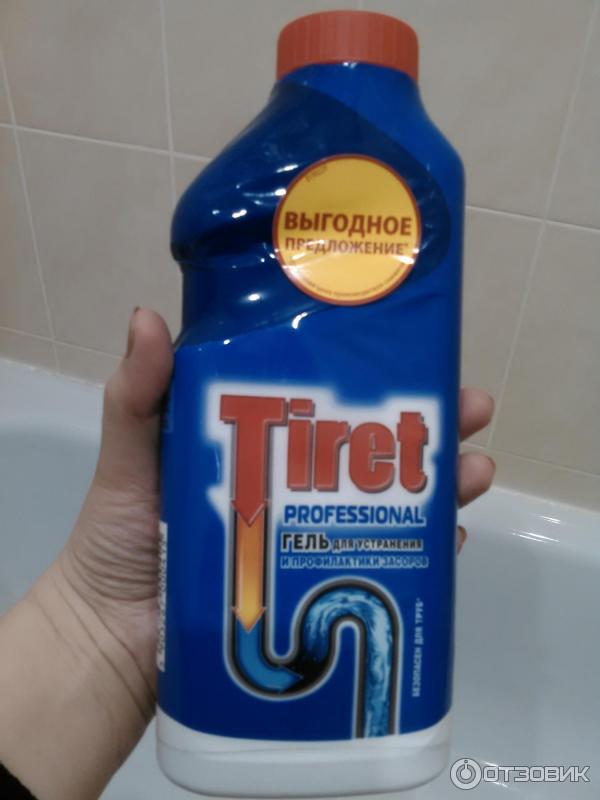 ВЫГОДНОЕ
ПРЕДЛОЖЕНИЕ*
Tiret
PROFESSIONAL
ГЕЛЬ ДЛЯ УСТРАНЕНИЯ
И ПРОФИЛАКТИКИ ЗАСОРОВ
БЕЗОПАСЕН ДЛЯ ТРУБ*
ОТЗОВИК